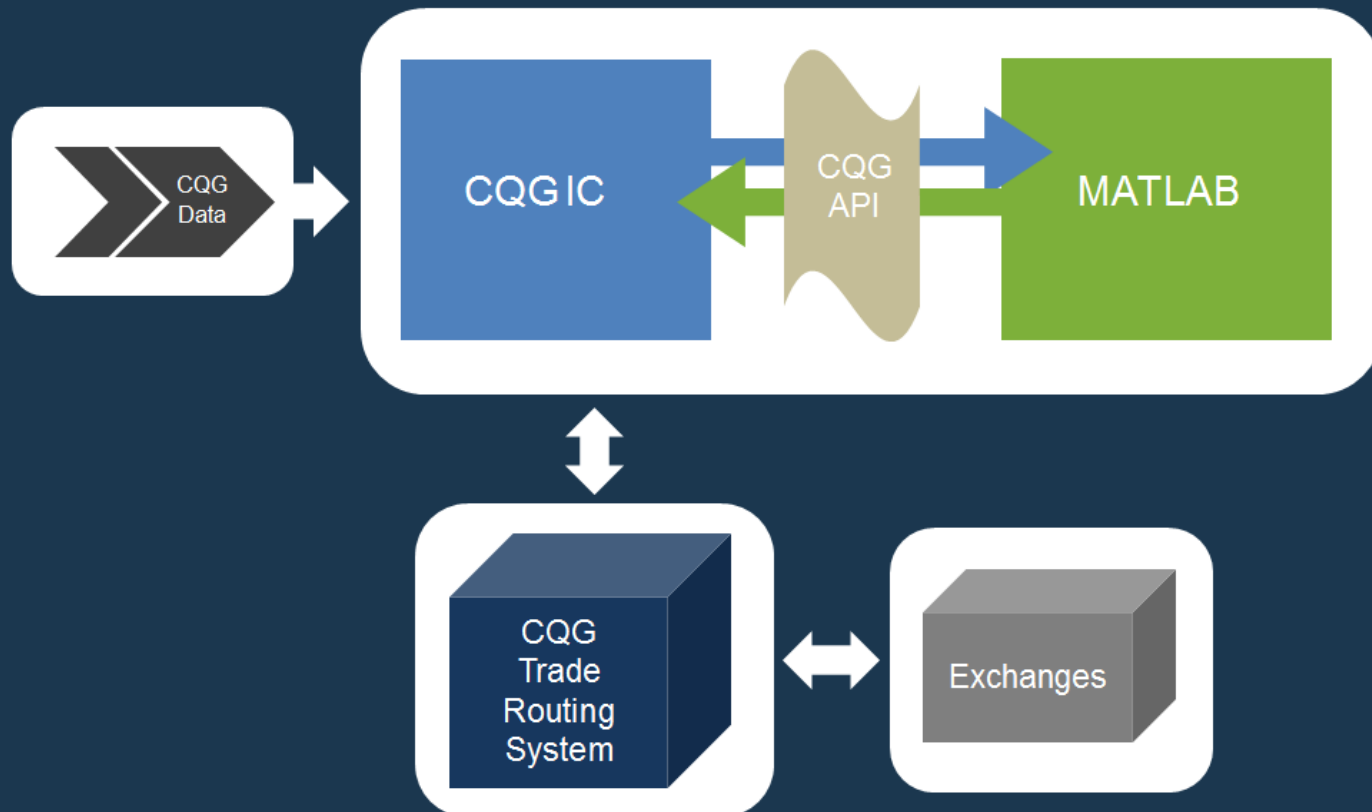 CQG
Data
CQG IC
CQG
API
MATLAB
CQG
Trade
Routing
System
Exchanges